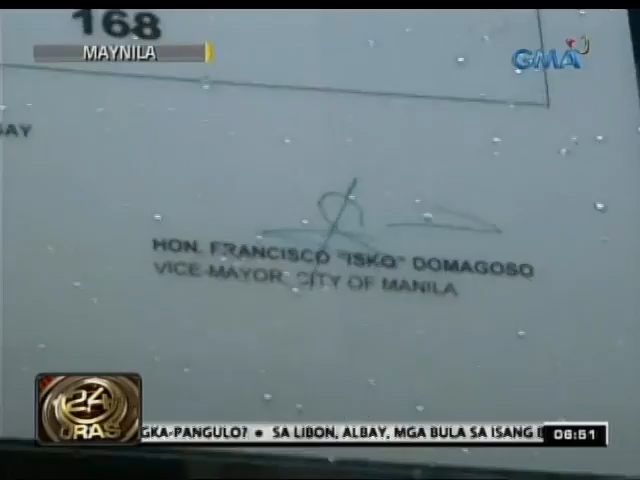 168
MAYNILA
GMA
HON. FRANCISCO "ISKO" DOMAGOSO
VICE-MAYOR, CITY OF MANILA
24
ORAS
GKA-PANGULO? • SA LIBON, ALBAY, MGA BULA SA ISANG
06:51